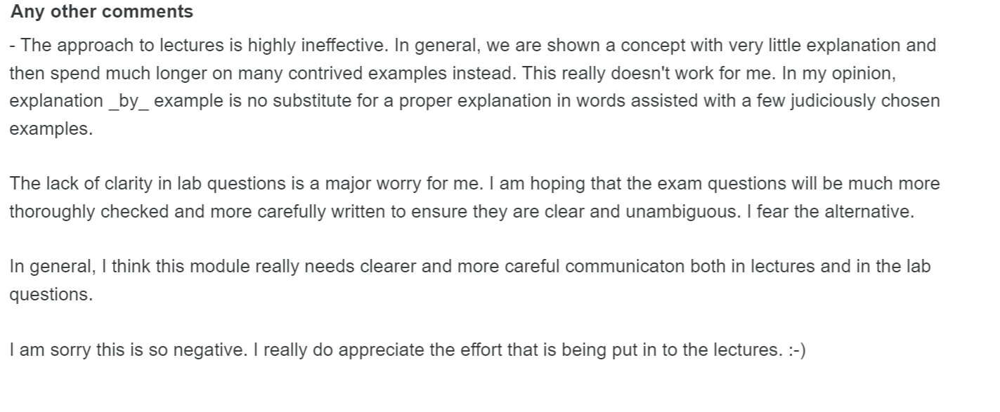 Any other comments
- The approach to lectures is highly ineffective. In general, we are shown a concept with very little explanation and
then spend much longer on many contrived examples instead. This really doesn't work for me. In my opinion,
explanation _by_ example is no substitute for a proper explanation in words assisted with a few judiciously chosen
examples.
The lack of clarity in lab questions is a major worry for me. I am hoping that the exam questions will be much more
thoroughly checked and more carefully written to ensure they are clear and unambiguous. I fear the alternative.
In general, I think this module really needs clearer and more careful communicaton both in lectures and in the lab
questions.
I am sorry this is so negative. I really do appreciate the effort that is being put in to the lectures. :-)